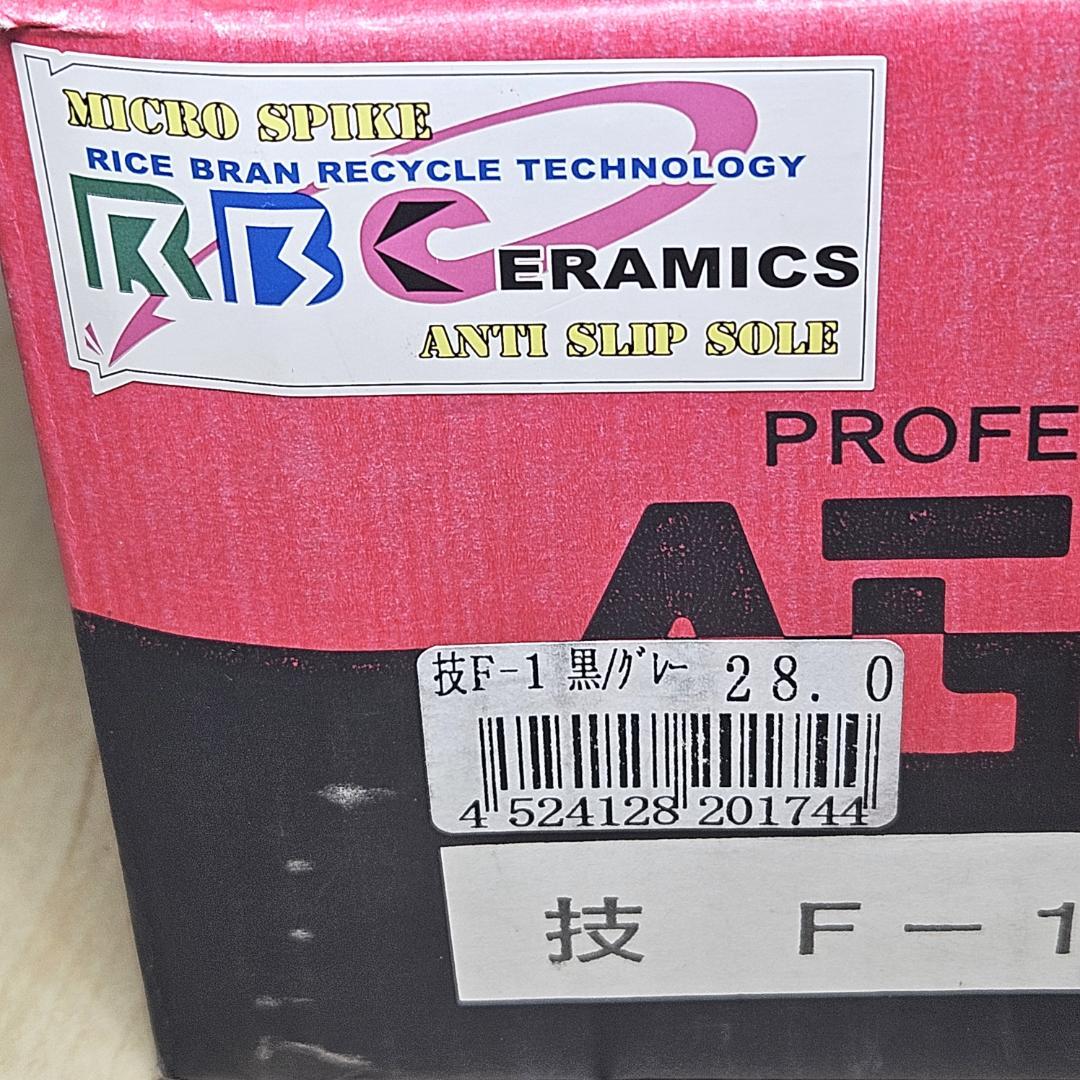 MICRO SPIKE
RICE BRAN RECYCLE TECHNOLOGY
RB CERAMICS
ANTI SLIP SOLE
PROFE
技F-1 黒/グレー 28.0
4 524128 201744
技 F-1